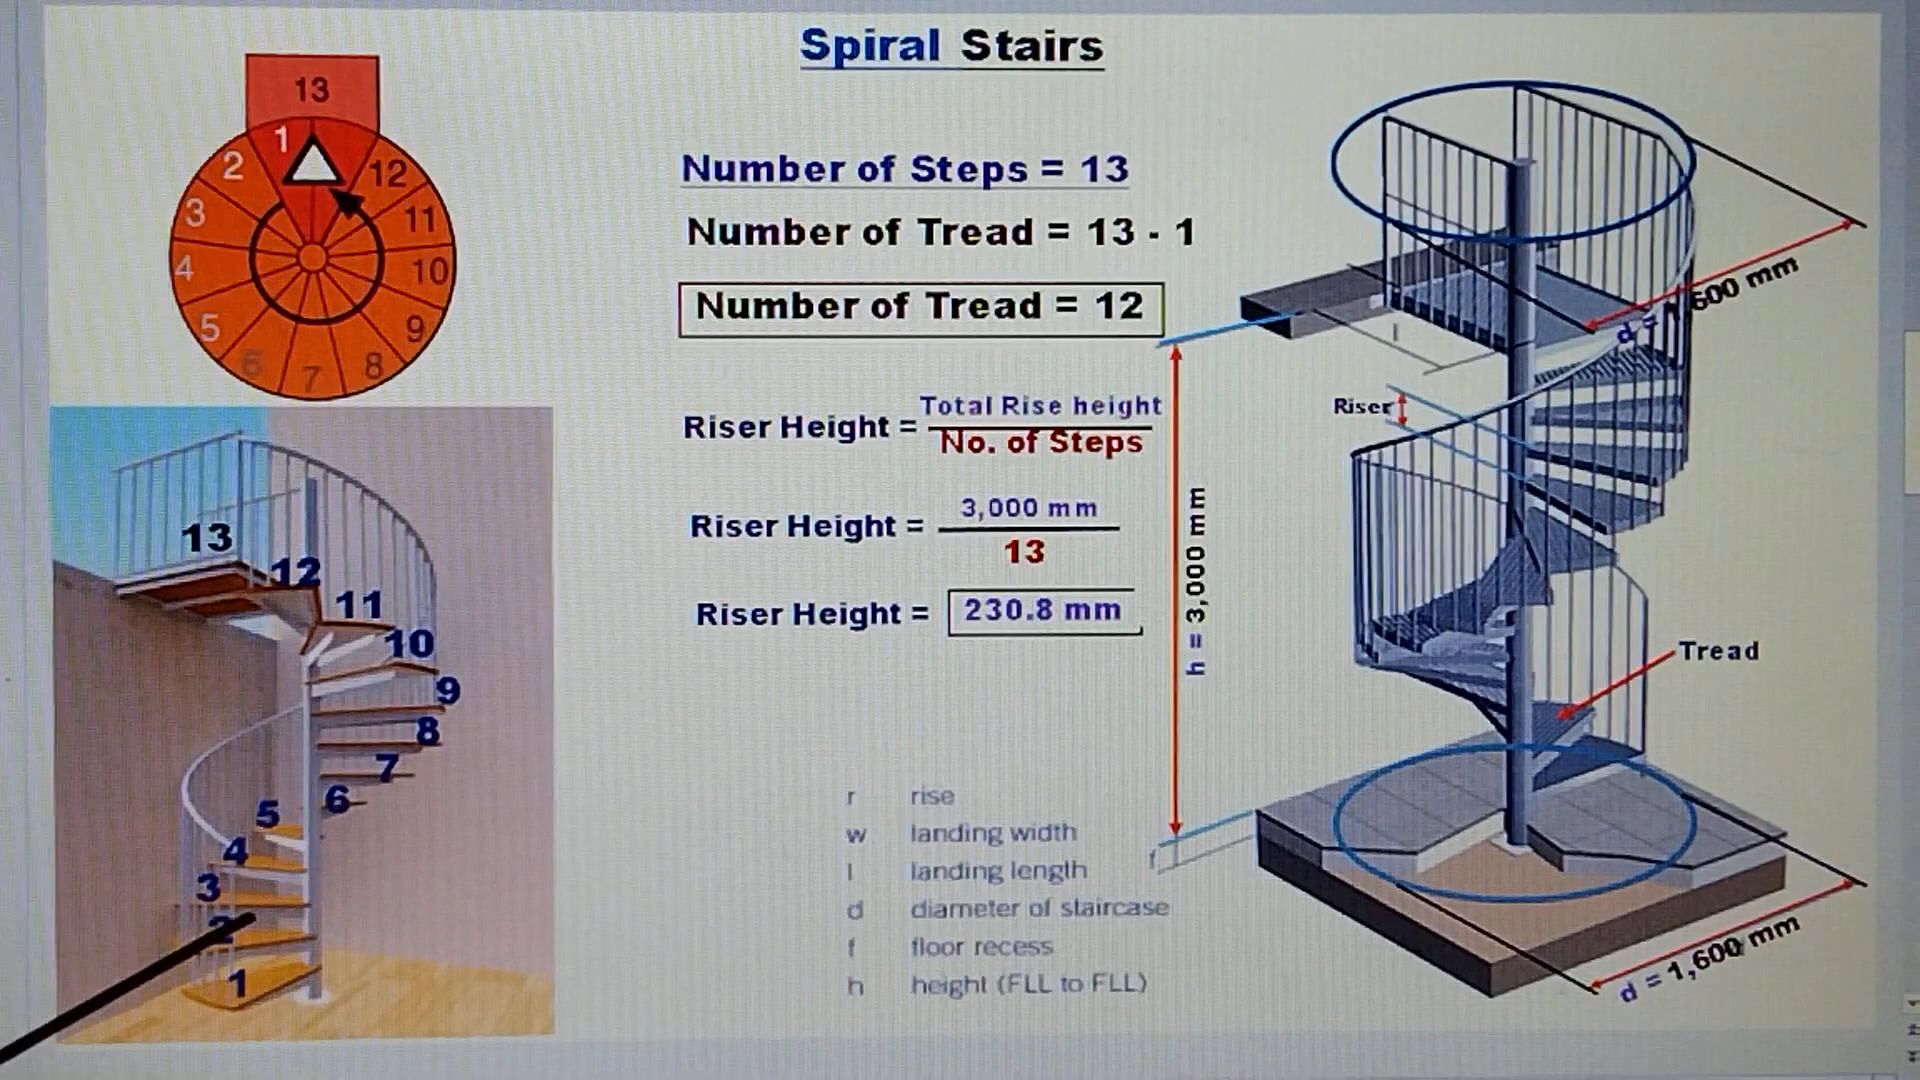 Spiral Stairs
13
1
2
3
4
5
6
7
8
9
10
11
12
Number of Steps = 13
Number of Tread = 13 - 1
Number of Tread = 12
Riser Height = Total Rise height
No. of Steps
Riser Height = 3,000 mm
13
Riser Height = 230.8 mm
13
12
11
10
9
8
7
6
5
4
3
2
1
r rise
w landing width
l landing length
d diameter of staircase
f floor recess
h height (FLL to FLL)
h = 3,000 mm
Riser
l
f
Tread
d = 1,600 mm
d = 1,600 mm